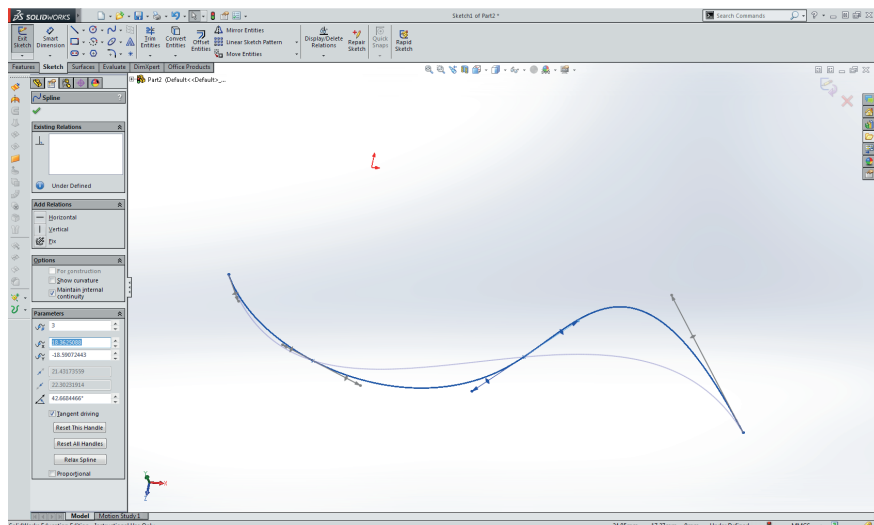 SOLIDWORKS
Sketch1 of Part2 *
Search Commands
Exit Sketch
Smart Dimension
Trim Entities
Convert Entities
Offset Entities
Mirror Entities
Linear Sketch Pattern
Move Entities
Display/Delete Relations
Repair Sketch
Quick Snaps
Rapid Sketch
Features Sketch Surfaces Evaluate DimXpert Office Products
Part2 (Default<<Default>_...
Spline
?
Existing Relations
Under Defined
Add Relations
Horizontal
Vertical
Fix
Options
For construction
Show curvature
Maintain internal continuity
Parameters
3
-18.59072443
21.43173559
22.50231914
42.6684466°
Tangent driving
Reset This Handle
Reset All Handles
Relax Spline
Proportional
Model Motion Study 1